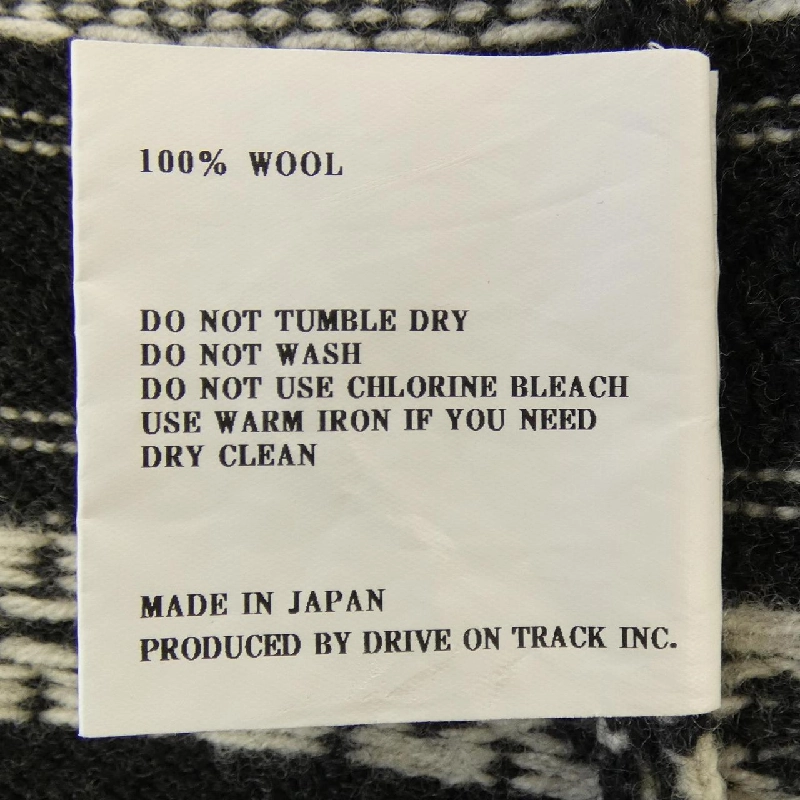 100% WOOL
DO NOT TUMBLE DRY
DO NOT WASH
DO NOT USE CHLORINE BLEACH
USE WARM IRON IF YOU NEED
DRY CLEAN
MADE IN JAPAN
PRODUCED BY DRIVE ON TRACK INC.